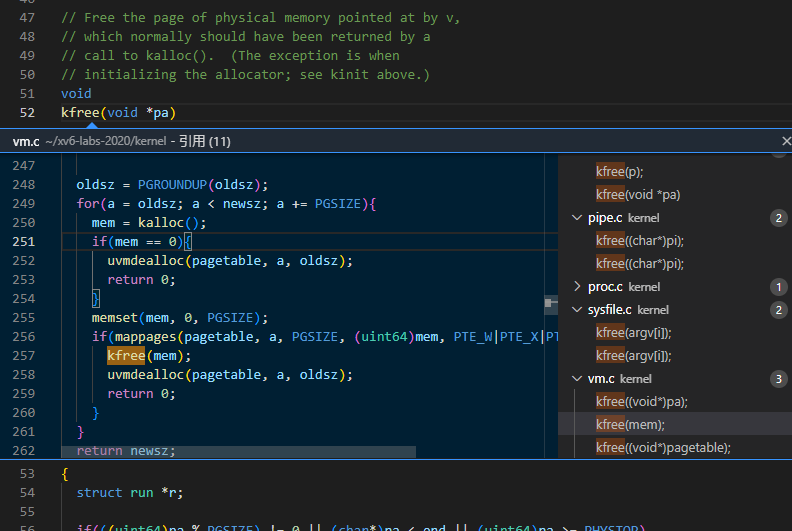 47 // Free the page of physical memory pointed at by v,
48 // which normally should have been returned by a
49 // call to kalloc().  (The exception is when
50 // initializing the allocator; see kinit above.)
51 void
52 kfree(void *pa)
vm.c ~/xv6-labs-2020/kernel - 引用 (11)
247
248 oldsz = PGROUNDUP(oldsz);
249 for(a = oldsz; a < newsz; a += PGSIZE){
250 mem = kalloc();
251 if(mem == 0){
252 uvmdealloc(pagetable, a, oldsz);
253 return 0;
254 }
255 memset(mem, 0, PGSIZE);
256 if(mappages(pagetable, a, PGSIZE, (uint64)mem, PTE_W|PTE_X|PT
257 kfree(mem);
258 uvmdealloc(pagetable, a, oldsz);
259 return 0;
260 }
261 }
262 return newsz;
kfree(p);
kfree(void *pa)
pipe.c kernel 2
kfree((char*)pi);
kfree((char*)pi);
proc.c kernel 1
sysfile.c kernel 2
kfree(argv[i]);
kfree(argv[i]);
vm.c kernel 3
kfree((void*)pa);
kfree(mem);
kfree((void*)pagetable);
53 {
54 struct run *r;
55
56 if(((uint64)pa % PGSIZE) != 0 || (char*)pa < end || (uint64)pa >= PHYSTOP)